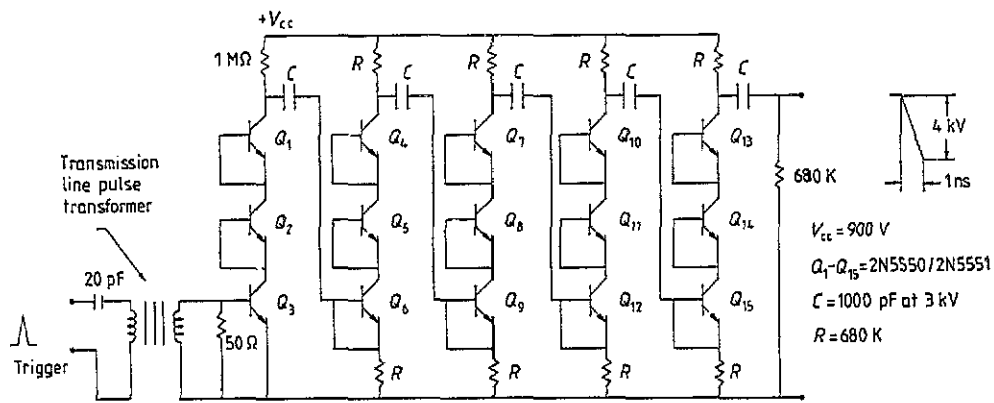 +Vcc
1 MΩ
R
R
R
R
C
C
C
C
C
Q1
Q4
Q7
Q10
Q13
4 kV
1ns
Transmission
line pulse
transformer
680 K
Q2
Q5
Q8
Q11
Q14
Vcc = 900 V
Q1-Q15 = 2N5550/2N5551
20 pF
Q3
Q6
Q9
Q12
Q15
C = 1000 pF at 3 kV
50 Ω
R = 680 K
Trigger
R
R
R
R